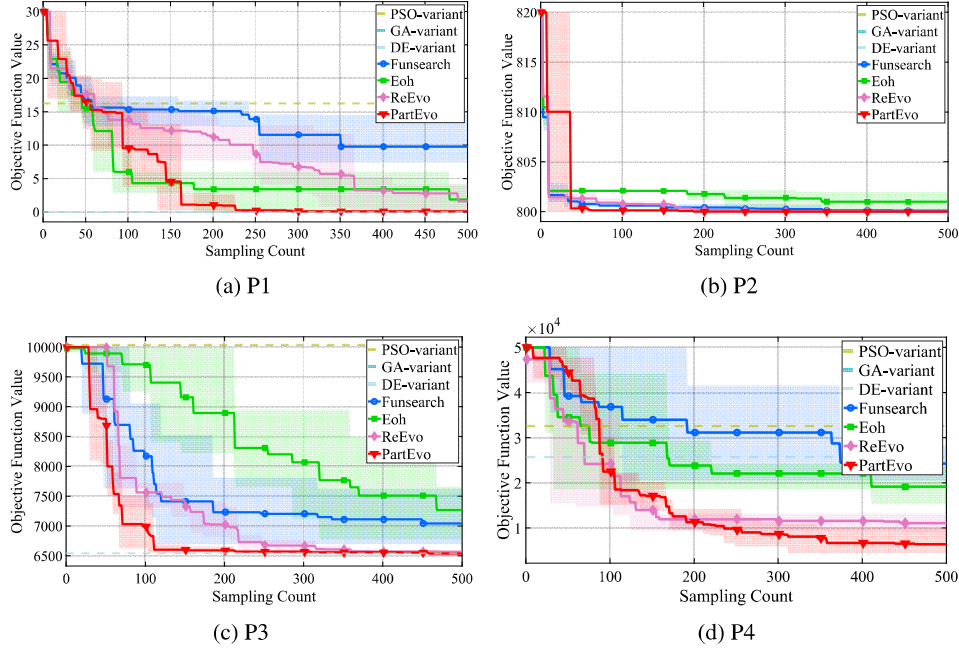 30
25
20
15
10
5
0
Objective Function Value
0 50 100 150 200 250 300 350 400 450 500
Sampling Count
PSO-variant
GA-variant
DE-variant
Funsearch
Eoh
ReEvo
PartEvo
(a) P1
820
815
810
805
800
Objective Function Value
0 100 200 300 400 500
Sampling Count
PSO-variant
GA-variant
DE-variant
Funsearch
Eoh
ReEvo
PartEvo
(b) P2
10000
9500
9000
8500
8000
7500
7000
6500
Objective Function Value
0 100 200 300 400 500
Sampling Count
PSO-variant
GA-variant
DE-variant
Funsearch
Eoh
ReEvo
PartEvo
(c) P3
×10⁴
5
4
3
2
1
0
Objective Function Value
0 100 200 300 400 500
Sampling Count
PSO-variant
GA-variant
DE-variant
Funsearch
Eoh
ReEvo
PartEvo
(d) P4